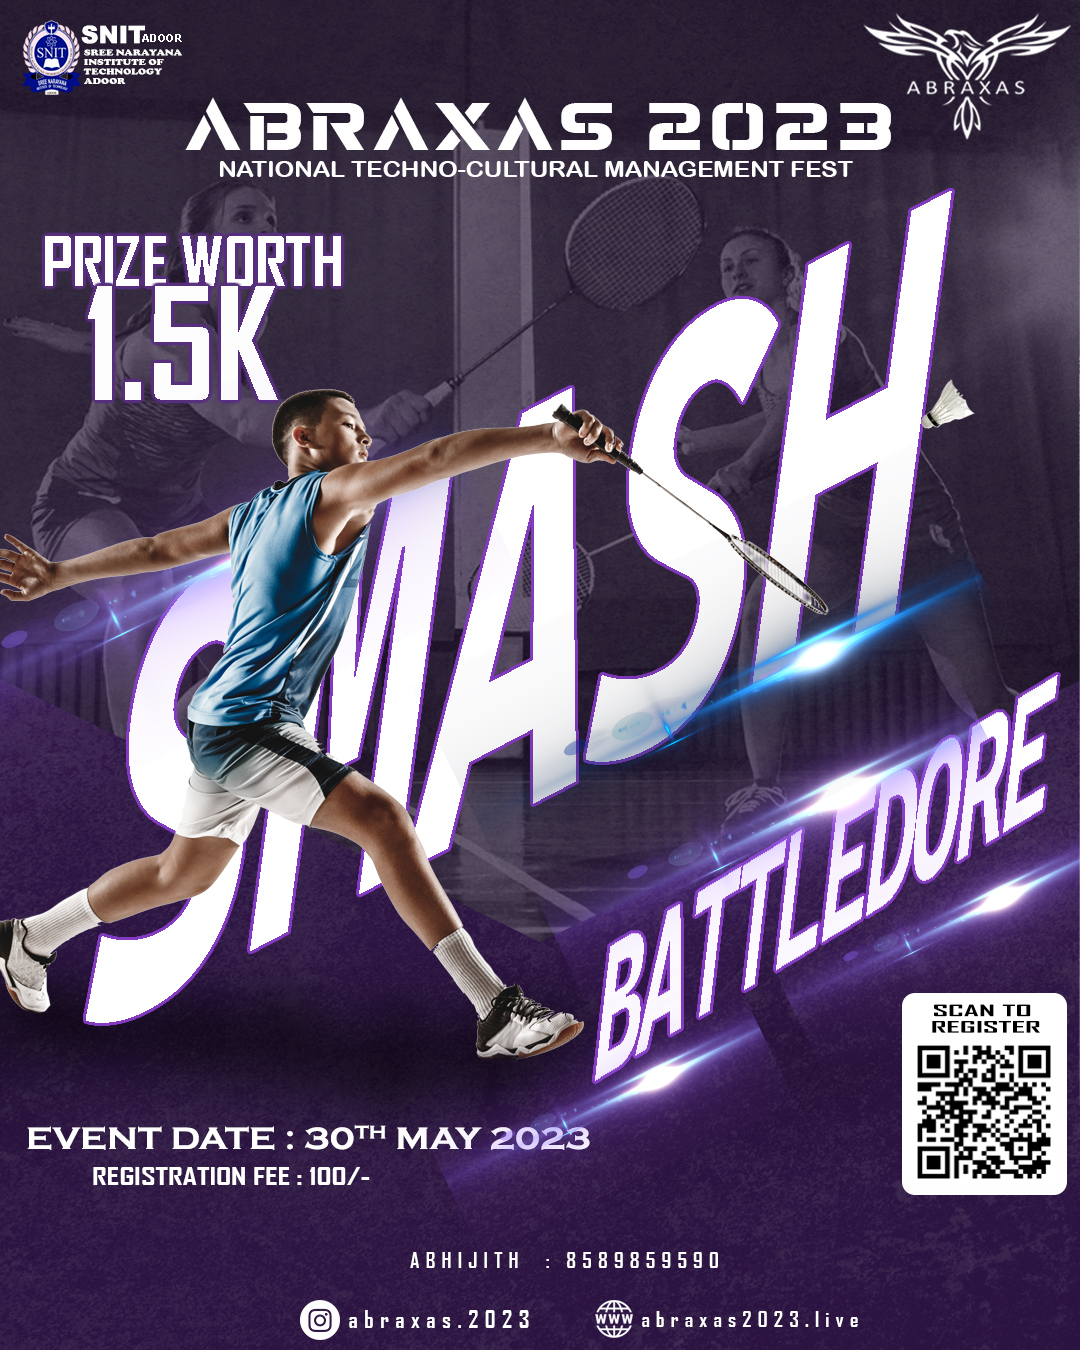 SNIT ADOOR
SREE NARAYANA
INSTITUTE OF
TECHNOLOGY
ADOOR
SNIT
ABRAXAS
ABRAXAS 2023
NATIONAL TECHNO-CULTURAL MANAGEMENT FEST
PRIZE WORTH
1.5K
SMASH
BATTLEDORE
SCAN TO
REGISTER
EVENT DATE : 30TH MAY 2023
REGISTRATION FEE : 100/-
ABHIJITH : 8589859590
abraxas.2023
www abraxas2023.live